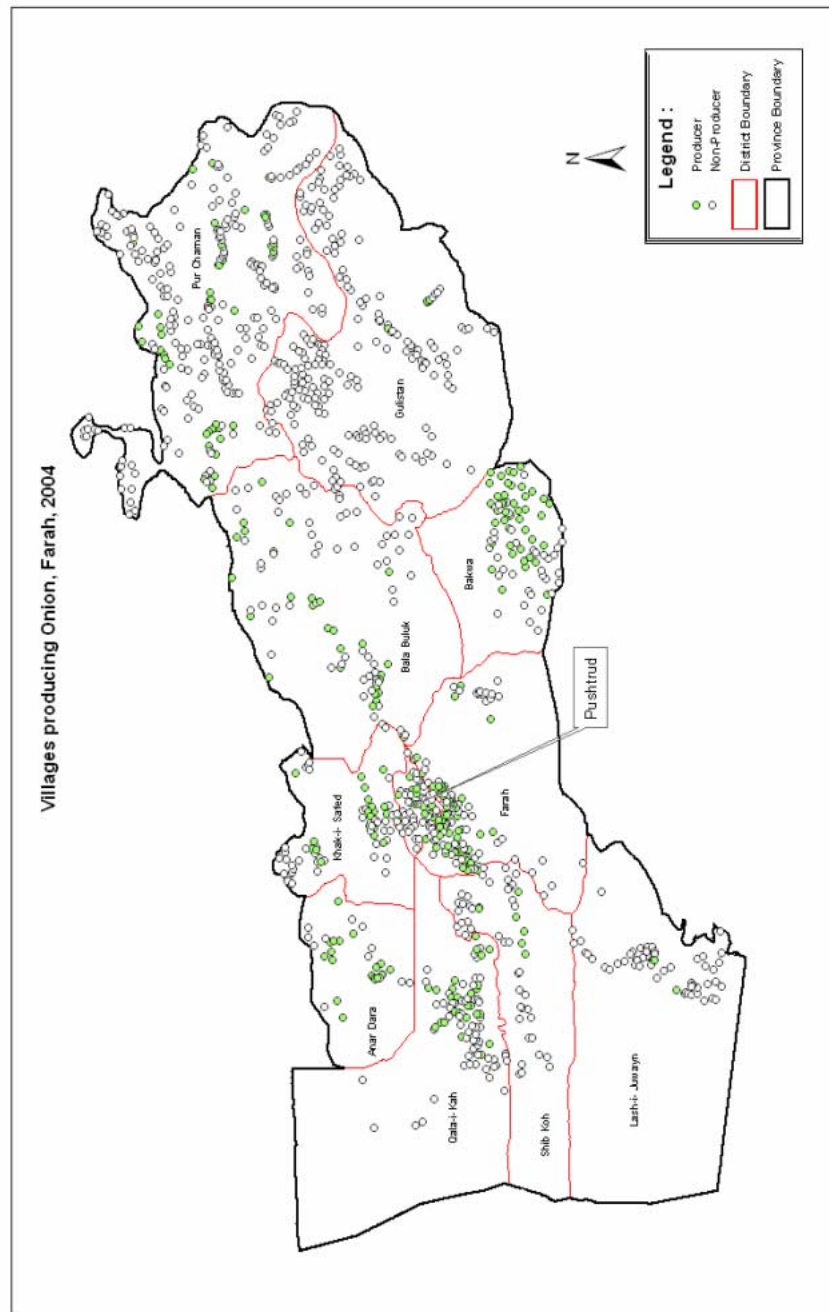 Villages producing Onion, Farah, 2004
Pur Chaman
Gulistan
Bala Buluk
Bakwa
Khak-i- Safed
Pushtrud
Farah
Anar Dara
Qala-i- Kah
Shib Koh
Lash-i- Juwayn
N
Legend :
Producer
Non-Producer
District Boundary
Province Boundary